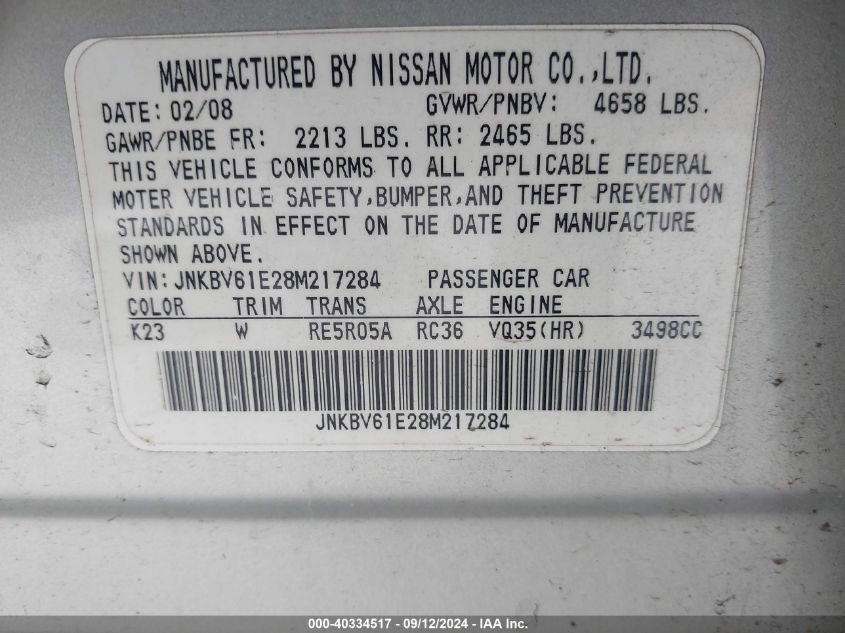 MANUFACTURED BY NISSAN MOTOR CO.,LTD.
DATE: 02/08 GVWR/PNBV: 4658 LBS.
GAWR/PNBE FR: 2213 LBS. RR: 2465 LBS.
THIS VEHICLE CONFORMS TO ALL APPLICABLE FEDERAL
MOTER VEHICLE SAFETY,BUMPER,AND THEFT PREVENTION
STANDARDS IN EFFECT ON THE DATE OF MANUFACTURE
SHOWN ABOVE.
VIN:JNKBV61E28M217284 PASSENGER CAR
COLOR TRIM TRANS AXLE ENGINE
K23 W RE5R05A RC36 VQ35(HR) 3498CC
JNKBV61E28M217284
000-40334517 - 09/12/2024 - IAA Inc.